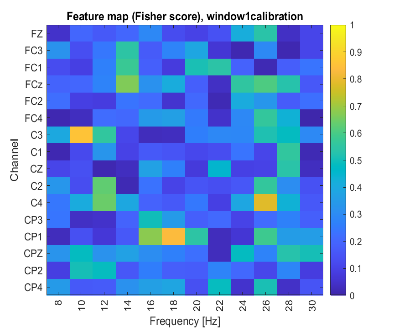 Feature map (Fisher score), window1calibration
Channel
FZ
FC3
FC1
FCz
FC2
FC4
C3
C1
CZ
C2
C4
CP3
CP1
CPZ
CP2
CP4
8 10 12 14 16 18 20 22 24 26 28 30
Frequency [Hz]
1
0.9
0.8
0.7
0.6
0.5
0.4
0.3
0.2
0.1
0